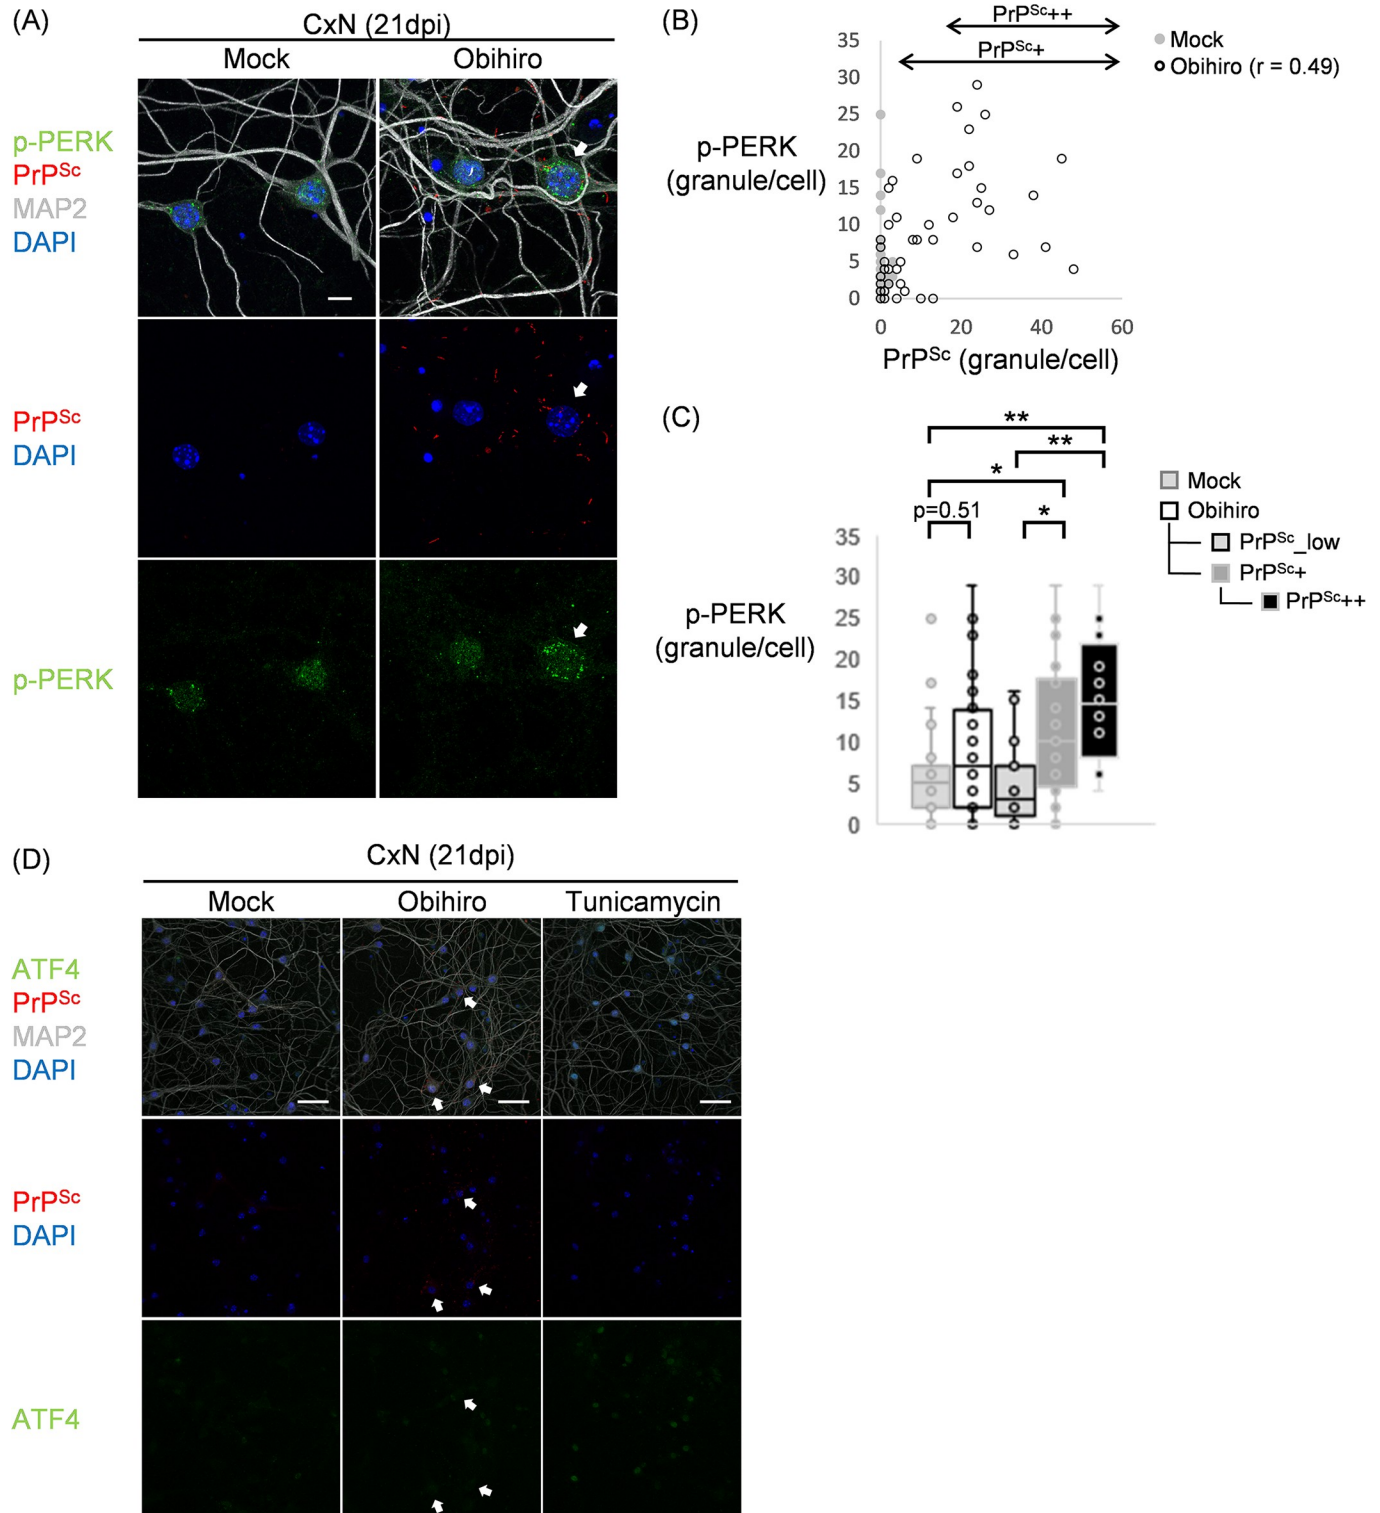 (A)
CxN (21dpi)
Mock Obihiro
p-PERK
PrPSc
MAP2
DAPI
PrPSc
DAPI
p-PERK
(B)
PrPSc++
PrPSc+
Mock
Obihiro (r = 0.49)
p-PERK
(granule/cell)
35
30
25
20
15
10
5
0
0 20 40 60
PrPSc (granule/cell)
(C)
**
**
*
p=0.51 *
Mock
Obihiro
PrPSc_low
PrPSc+
PrPSc++
p-PERK
(granule/cell)
35
30
25
20
15
10
5
0
(D)
CxN (21dpi)
Mock Obihiro Tunicamycin
ATF4
PrPSc
MAP2
DAPI
PrPSc
DAPI
ATF4